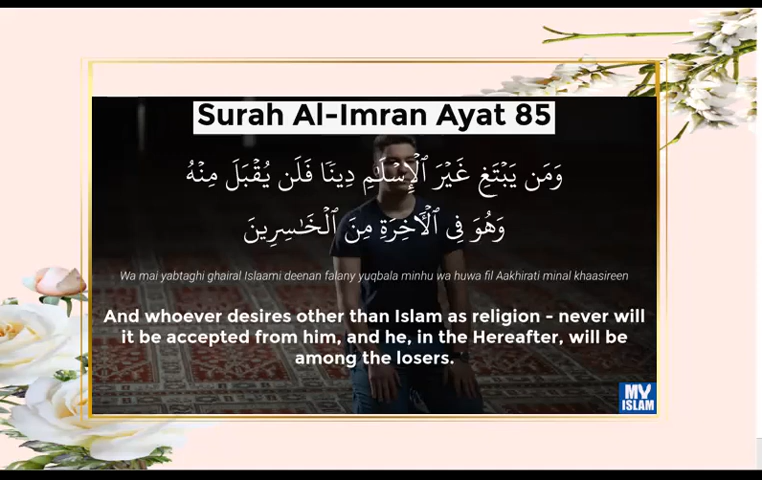 Surah Al-Imran Ayat 85
وَمَن يَبْتَغِ غَيْرَ ٱلْإِسْلَـٰمِ دِينًا فَلَن يُقْبَلَ مِنْهُ
وَهُوَ فِى ٱلْـَٔاخِرَةِ مِنَ ٱلْخَـٰسِرِينَ
Wa mai yabtaghi ghairal Islaami deenan falany yuqbala minhu wa huwa fil Aakhirati minal khaasireen
And whoever desires other than Islam as religion - never will
it be accepted from him, and he, in the Hereafter, will be
among the losers.
MY
ISLAM